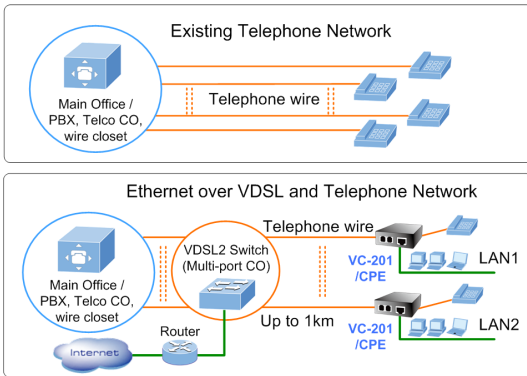 Existing Telephone Network
Main Office /
PBX, Telco CO,
wire closet
Telephone wire
Ethernet over VDSL and Telephone Network
Main Office /
PBX, Telco CO,
wire closet
VDSL2 Switch
(Multi-port CO)
Telephone wire
VC-201
/CPE
LAN1
Up to 1km
VC-201
/CPE
LAN2
Router
Internet